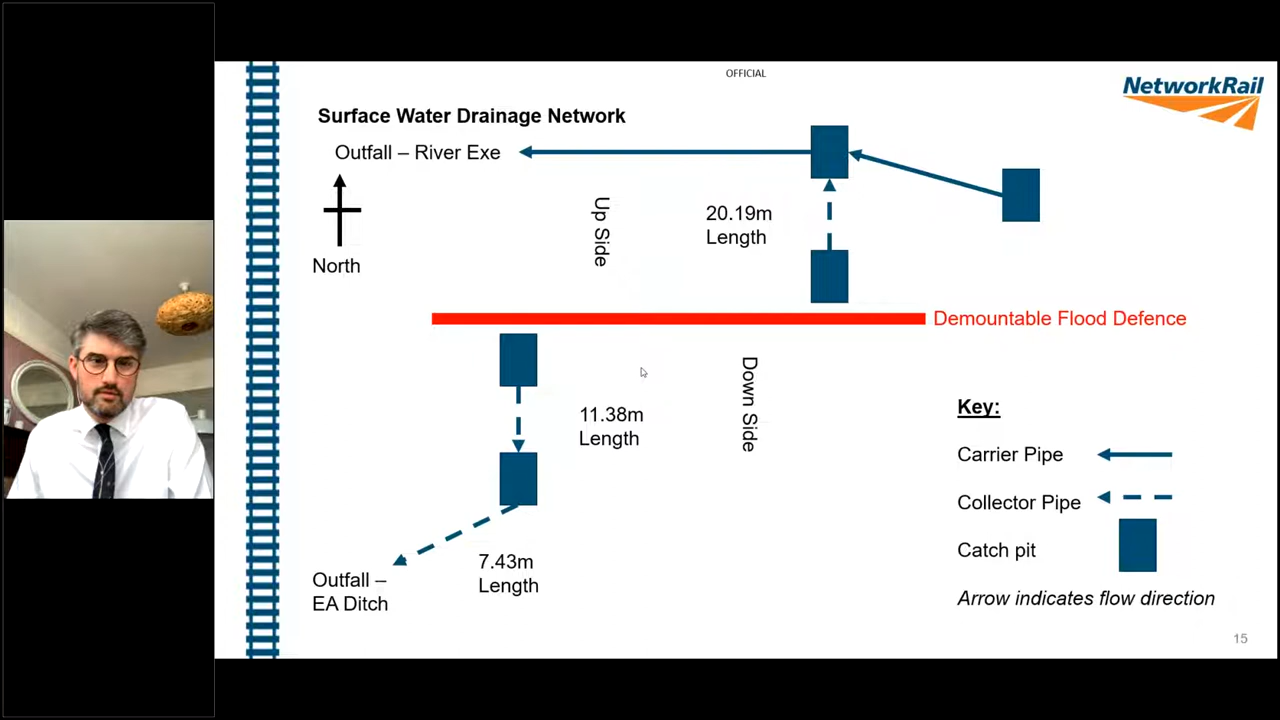 OFFICIAL
NetworkRail
Surface Water Drainage Network
Outfall – River Exe
North
Up Side
20.19m
Length
Demountable Flood Defence
Down Side
11.38m
Length
7.43m
Length
Outfall –
EA Ditch
Key:
Carrier Pipe
Collector Pipe
Catch pit
Arrow indicates flow direction
15